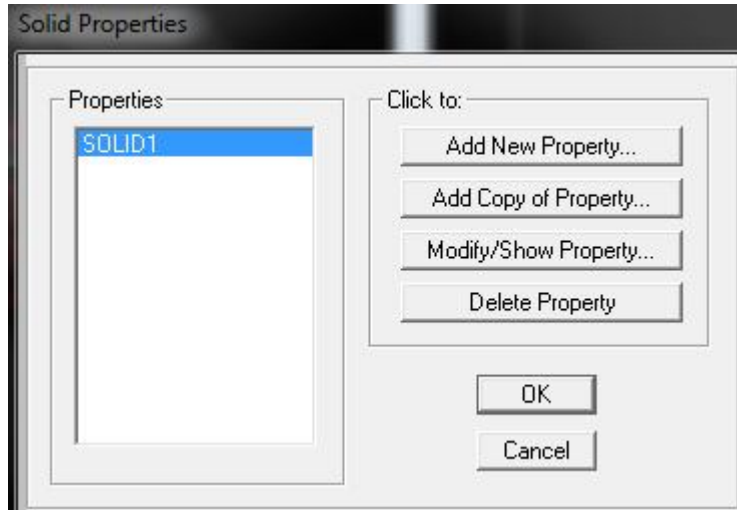 Solid Properties
Properties
SOLID1
Click to:
Add New Property...
Add Copy of Property...
Modify/Show Property...
Delete Property
OK
Cancel